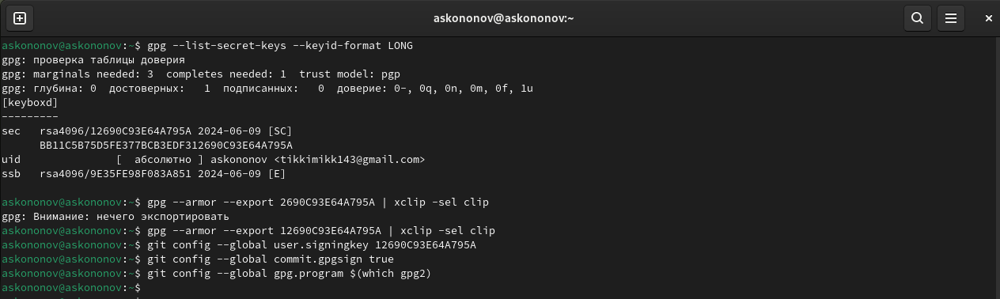 askononov@askononov:~
askononov@askononov:~$ gpg --list-secret-keys --keyid-format LONG
gpg: проверка таблицы доверия
gpg: marginals needed: 3  completes needed: 1  trust model: pgp
gpg: глубина: 0  достоверных:   1  подписанных:   0  доверие: 0-, 0q, 0n, 0m, 0f, 1u
[keyboxd]
---------
sec   rsa4096/12690C93E64A795A 2024-06-09 [SC]
      BB11C5B75D5FE377BCB3EDF312690C93E64A795A
uid               [  абсолютно ] askononov <tikkimikk143@gmail.com>
ssb   rsa4096/9E35FE98F083A851 2024-06-09 [E]
askononov@askononov:~$ gpg --armor --export 2690C93E64A795A | xclip -sel clip
gpg: Внимание: нечего экспортировать
askononov@askononov:~$ gpg --armor --export 12690C93E64A795A | xclip -sel clip
askononov@askononov:~$ git config --global user.signingkey 12690C93E64A795A
askononov@askononov:~$ git config --global commit.gpgsign true
askononov@askononov:~$ git config --global gpg.program $(which gpg2)
askononov@askononov:~$